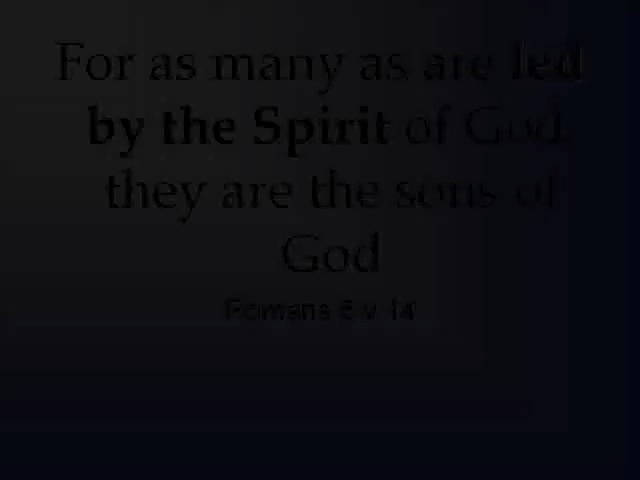 For as many as are led
by the Spirit of God,
they are the sons of
God
Romans 8 v 14